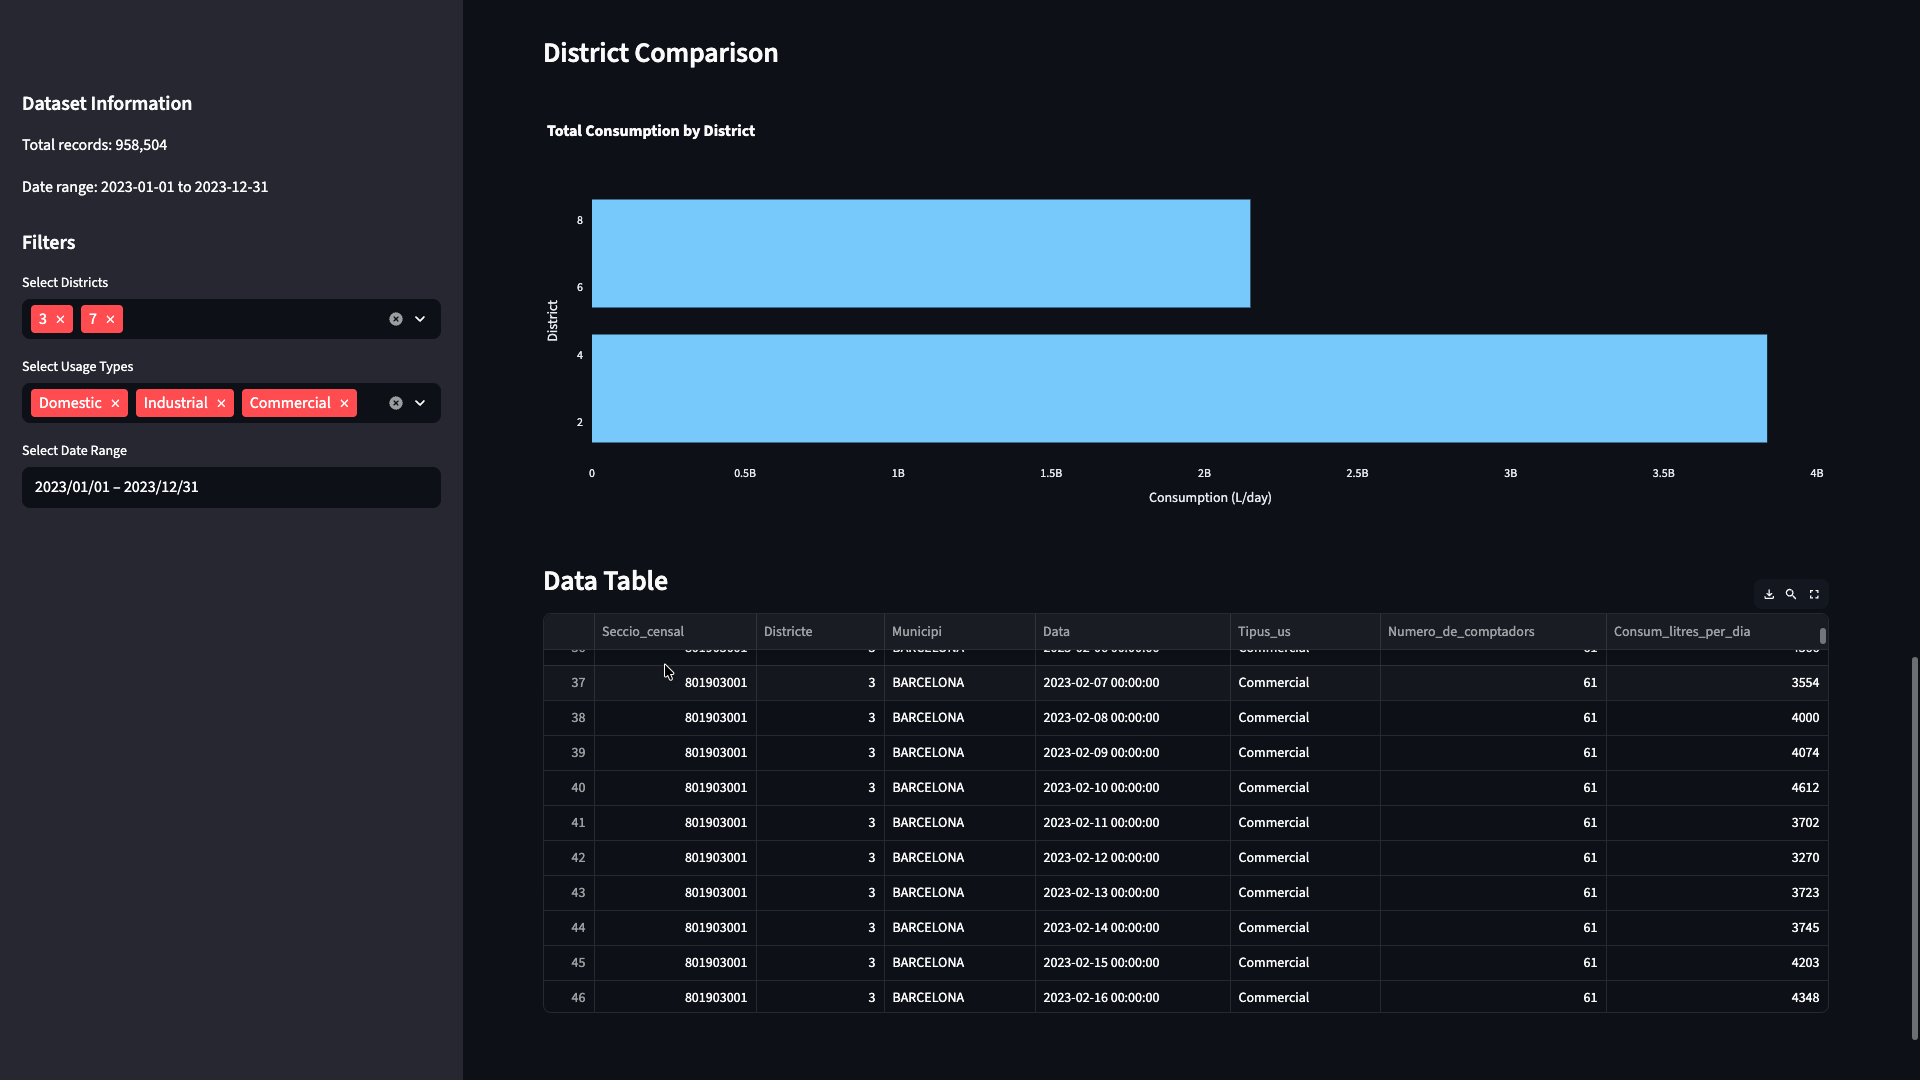 District Comparison
Dataset Information
Total records: 958,504
Date range: 2023-01-01 to 2023-12-31
Filters
Select Districts
3 7
Select Usage Types
Domestic Industrial Commercial
Select Date Range
2023/01/01 – 2023/12/31
Total Consumption by District
8
6
4
2
District
0 0.5B 1B 1.5B 2B 2.5B 3B 3.5B 4B
Consumption (L/day)
Data Table
Seccio_censal Districte Municipi Data Tipus_us Numero_de_comptadors Consum_litres_per_dia
37 801903001 3 BARCELONA 2023-02-07 00:00:00 Commercial 61 3554
38 801903001 3 BARCELONA 2023-02-08 00:00:00 Commercial 61 4000
39 801903001 3 BARCELONA 2023-02-09 00:00:00 Commercial 61 4074
40 801903001 3 BARCELONA 2023-02-10 00:00:00 Commercial 61 4612
41 801903001 3 BARCELONA 2023-02-11 00:00:00 Commercial 61 3702
42 801903001 3 BARCELONA 2023-02-12 00:00:00 Commercial 61 3270
43 801903001 3 BARCELONA 2023-02-13 00:00:00 Commercial 61 3723
44 801903001 3 BARCELONA 2023-02-14 00:00:00 Commercial 61 3745
45 801903001 3 BARCELONA 2023-02-15 00:00:00 Commercial 61 4203
46 801903001 3 BARCELONA 2023-02-16 00:00:00 Commercial 61 4348